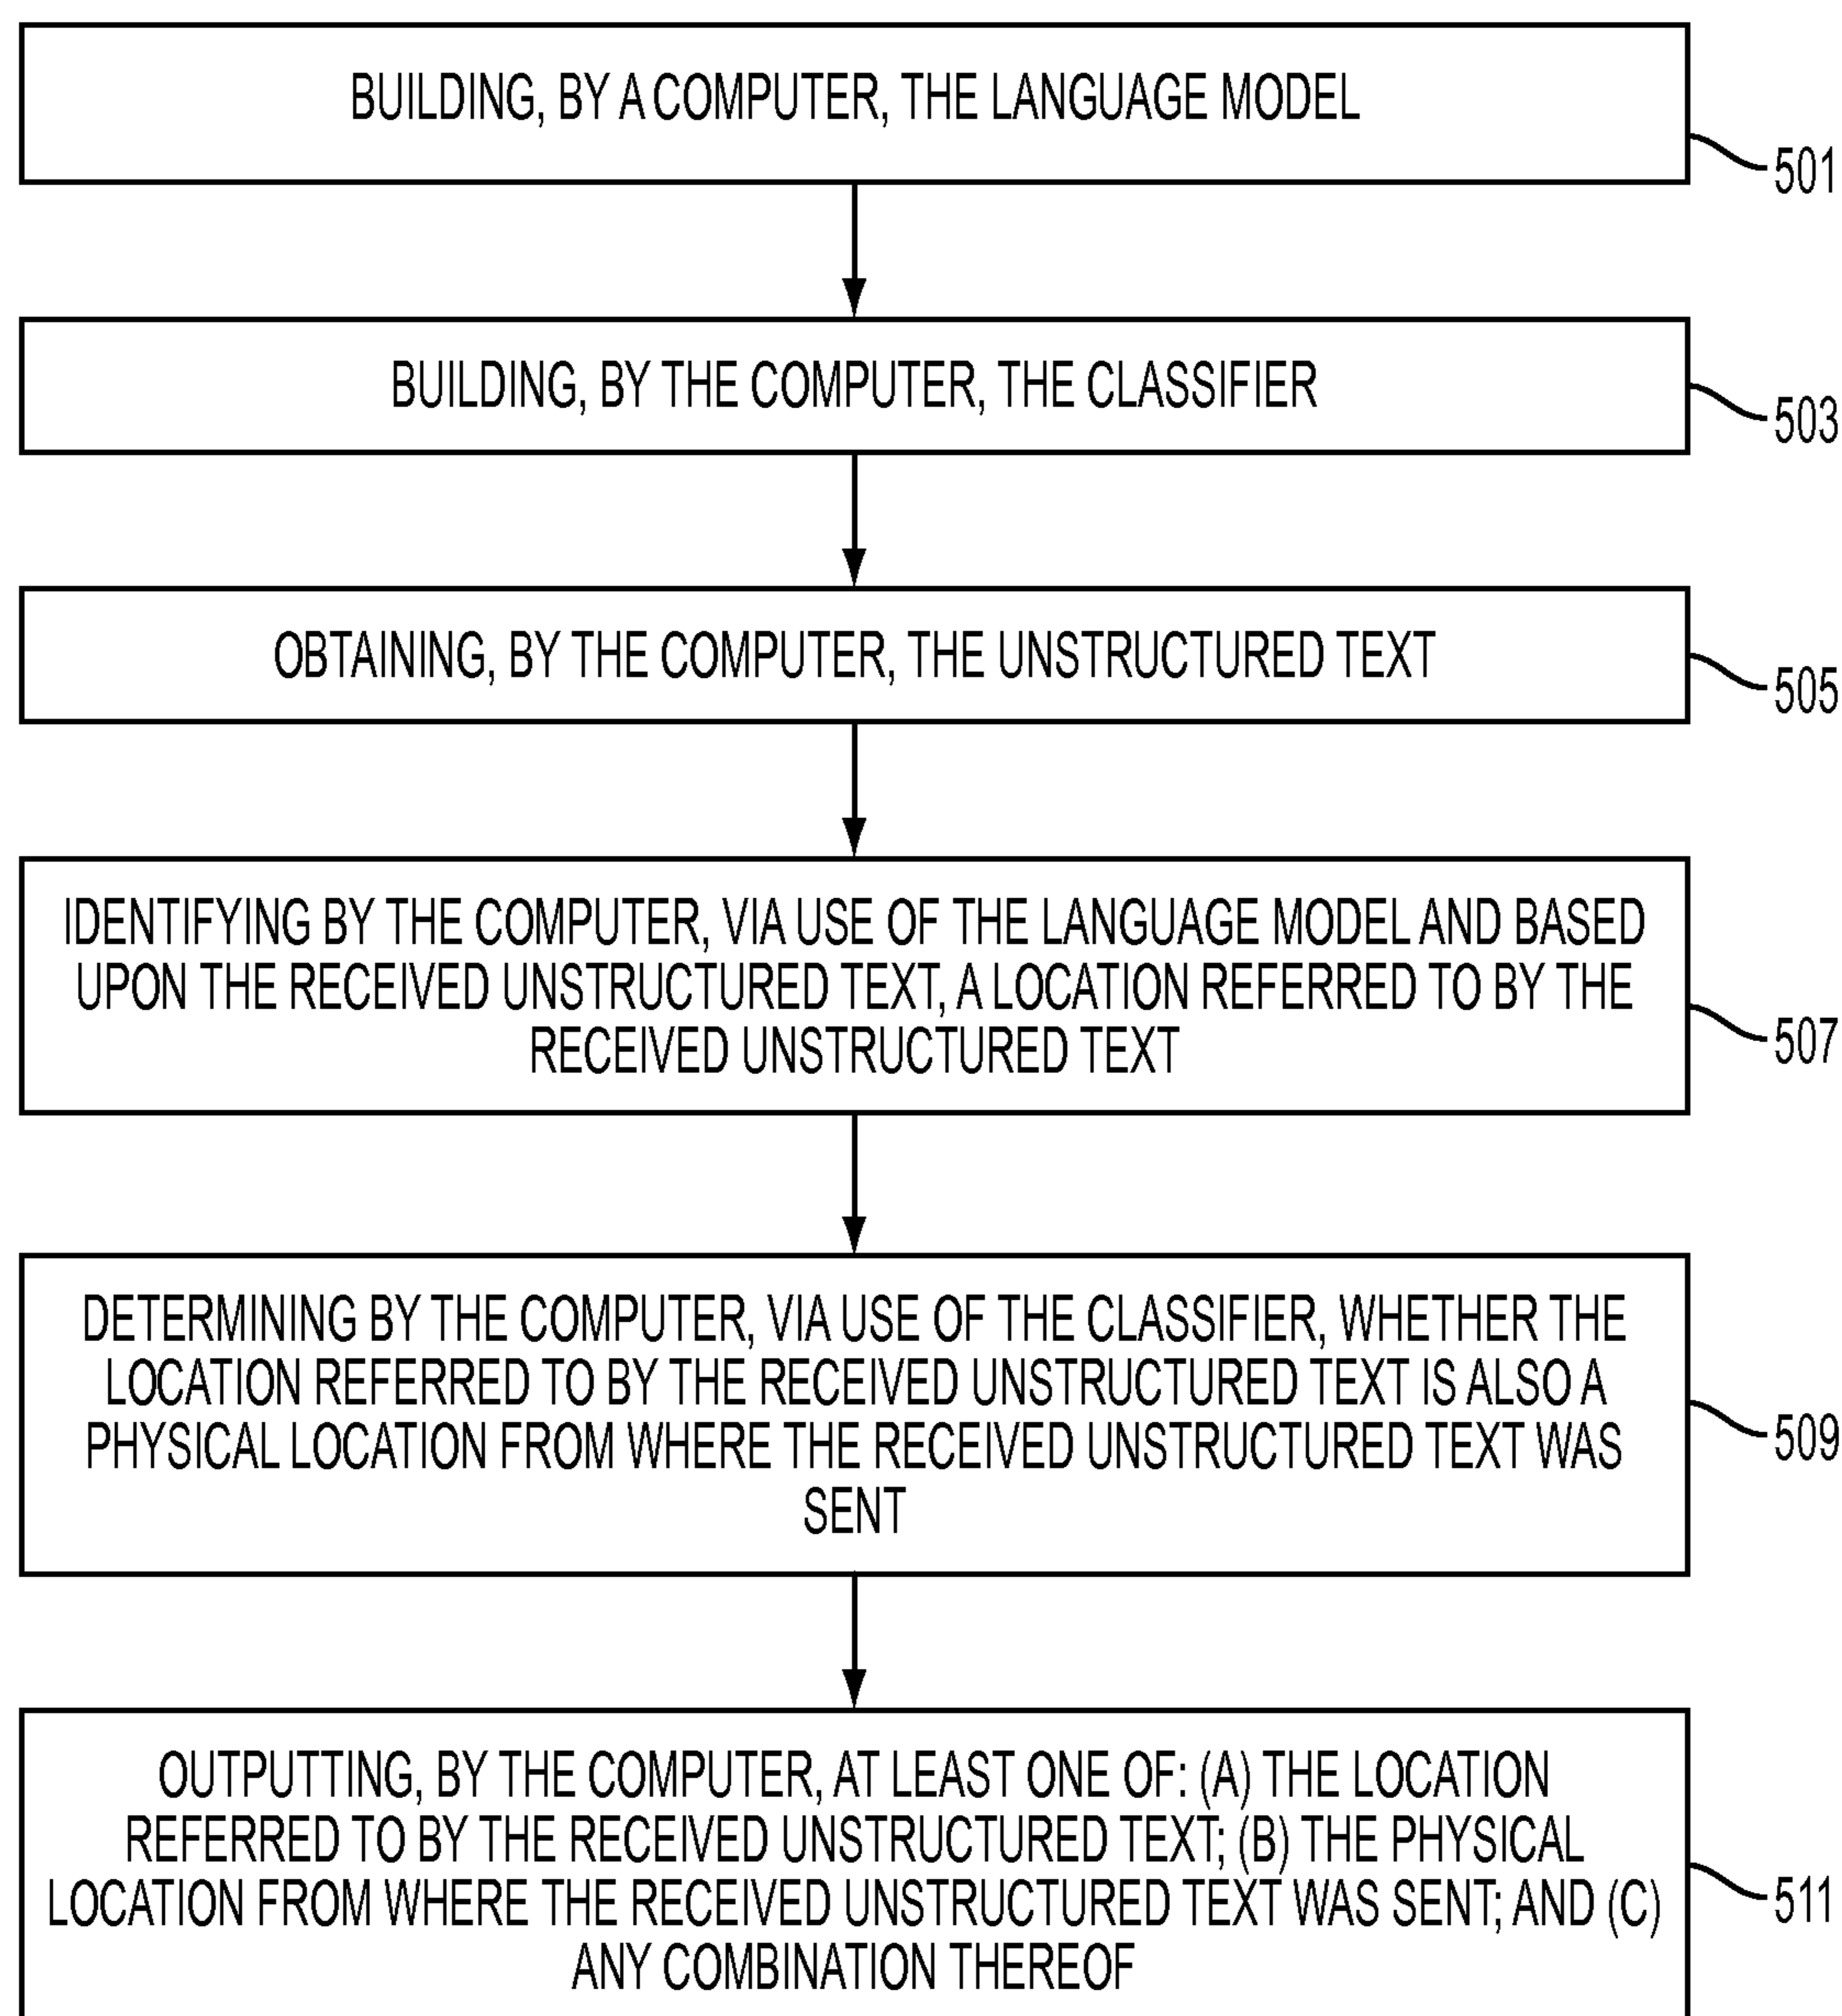 BUILDING, BY A COMPUTER, THE LANGUAGE MODEL
501
BUILDING, BY THE COMPUTER, THE CLASSIFIER
503
OBTAINING, BY THE COMPUTER, THE UNSTRUCTURED TEXT
505
IDENTIFYING BY THE COMPUTER, VIA USE OF THE LANGUAGE MODEL AND BASED
UPON THE RECEIVED UNSTRUCTURED TEXT, A LOCATION REFERRED TO BY THE
RECEIVED UNSTRUCTURED TEXT
507
DETERMINING BY THE COMPUTER, VIA USE OF THE CLASSIFIER, WHETHER THE
LOCATION REFERRED TO BY THE RECEIVED UNSTRUCTURED TEXT IS ALSO A
PHYSICAL LOCATION FROM WHERE THE RECEIVED UNSTRUCTURED TEXT WAS
SENT
509
OUTPUTTING, BY THE COMPUTER, AT LEAST ONE OF: (A) THE LOCATION
REFERRED TO BY THE RECEIVED UNSTRUCTURED TEXT; (B) THE PHYSICAL
LOCATION FROM WHERE THE RECEIVED UNSTRUCTURED TEXT WAS SENT; AND (C)
ANY COMBINATION THEREOF
511